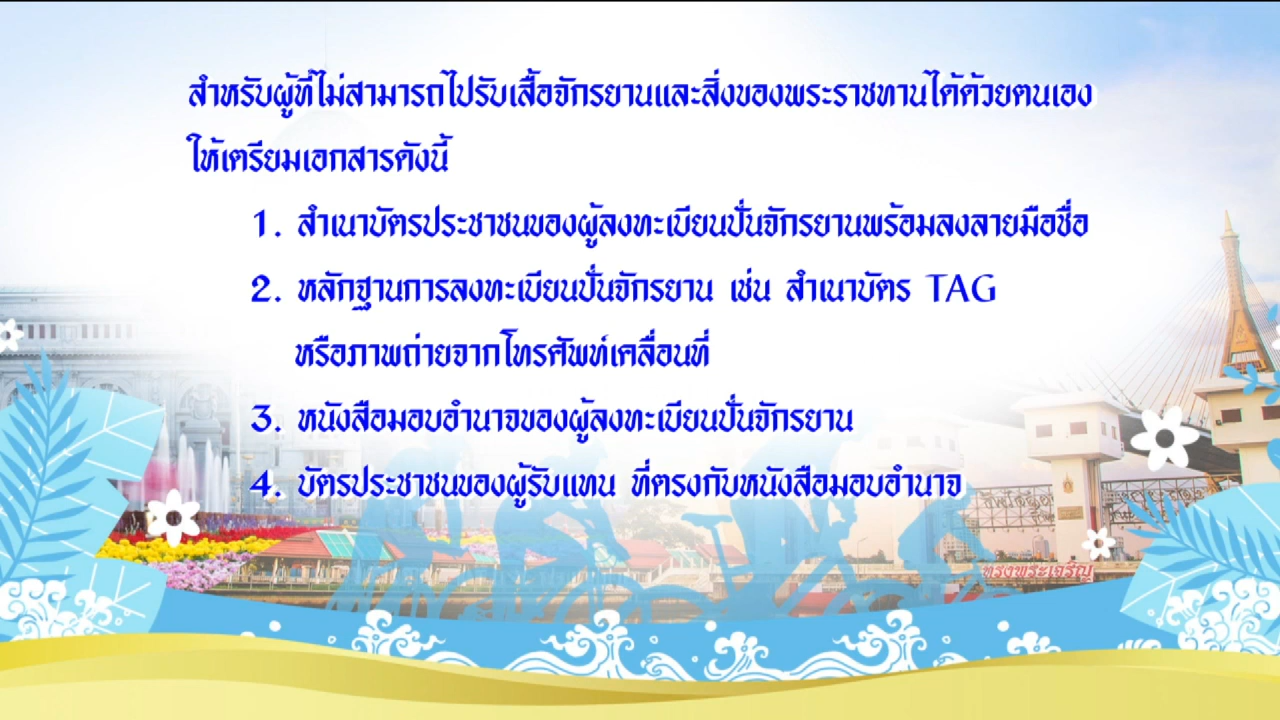 สำหรับผู้ที่ไม่สามารถไปรับเสื้อจักรยานและสิ่งของพระราชทานได้ด้วยตนเอง
ให้เตรียมเอกสารดังนี้
1. สำเนาบัตรประชาชนของผู้ลงทะเบียนปั่นจักรยานพร้อมลงลายมือชื่อ
2. หลักฐานการลงทะเบียนปั่นจักรยาน เช่น สำเนาบัตร TAG
หรือภาพถ่ายจากโทรศัพท์เคลื่อนที่
3. หนังสือมอบอำนาจของผู้ลงทะเบียนปั่นจักรยาน
4. บัตรประชาชนของผู้รับแทน ที่ตรงกับหนังสือมอบอำนาจ
ทรงพระเจริญ